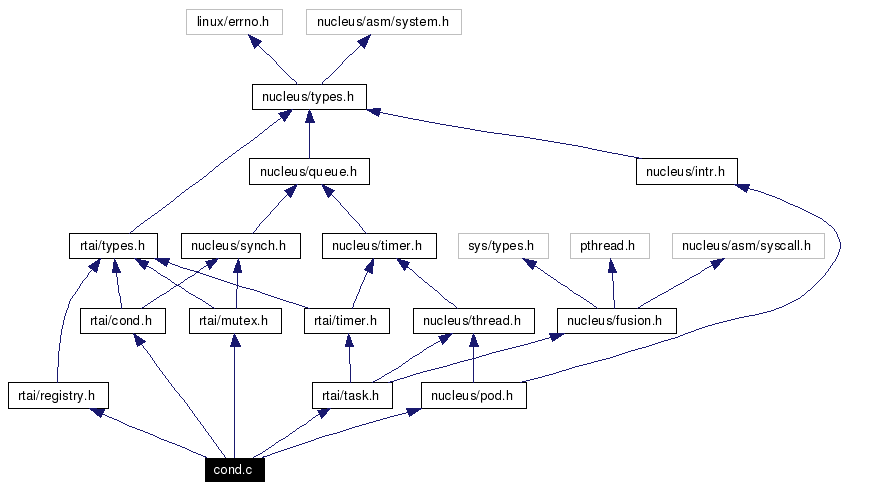 linux/errno.h
nucleus/asm/system.h
nucleus/types.h
nucleus/queue.h
nucleus/intr.h
rtai/types.h
nucleus/synch.h
nucleus/timer.h
sys/types.h
pthread.h
nucleus/asm/syscall.h
rtai/cond.h
rtai/mutex.h
rtai/timer.h
nucleus/thread.h
nucleus/fusion.h
rtai/registry.h
rtai/task.h
nucleus/pod.h
cond.c